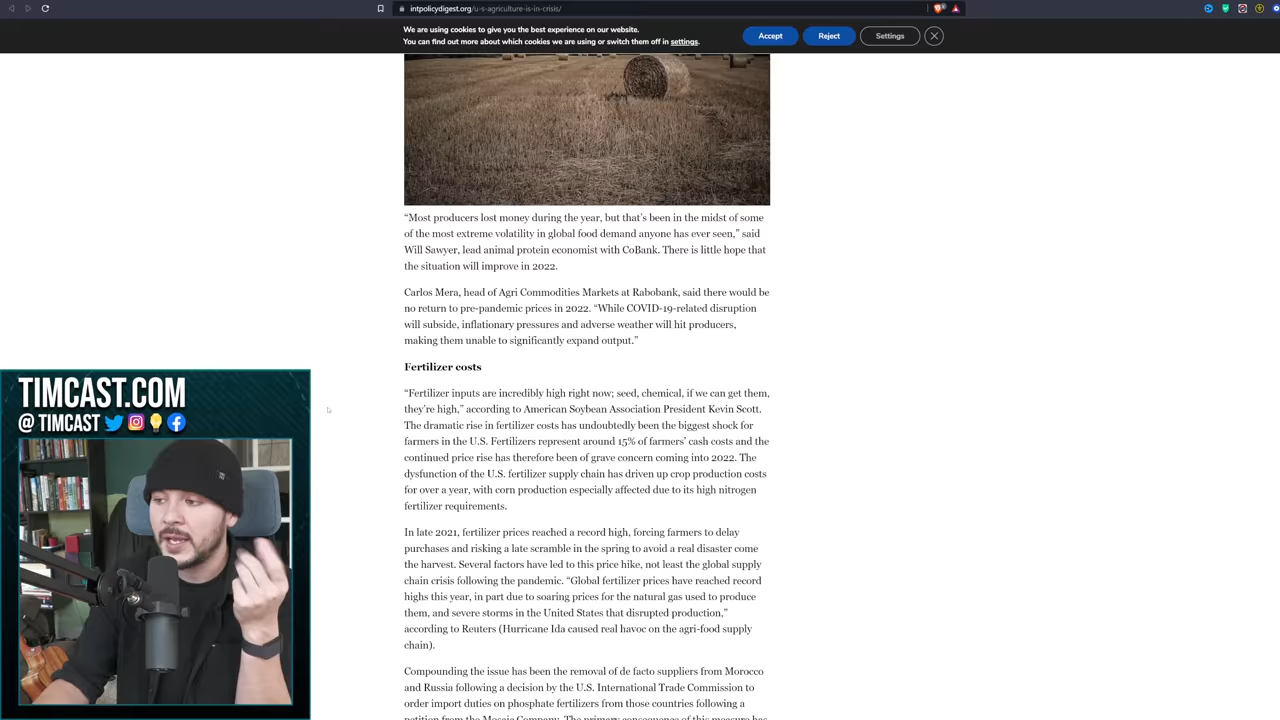 intpolicydigest.org/u-s-agriculture-is-in-crisis/
We are using cookies to give you the best experience on our website.
You can find out more about which cookies we are using or switch them off in settings.
Accept
Reject
Settings
“Most producers lost money during the year, but that’s been in the midst of some
of the most extreme volatility in global food demand anyone has ever seen,” said
Will Sawyer, lead animal protein economist with CoBank. There is little hope that
the situation will improve in 2022.
Carlos Mera, head of Agri Commodities Markets at Rabobank, said there would be
no return to pre-pandemic prices in 2022. “While COVID-19-related disruption
will subside, inflationary pressures and adverse weather will hit producers,
making them unable to significantly expand output.”
Fertilizer costs
“Fertilizer inputs are incredibly high right now; seed, chemical, if we can get them,
they’re high,” according to American Soybean Association President Kevin Scott.
The dramatic rise in fertilizer costs has undoubtedly been the biggest shock for
farmers in the U.S. Fertilizers represent around 15% of farmers’ cash costs and the
continued price rise has therefore been of grave concern coming into 2022. The
dysfunction of the U.S. fertilizer supply chain has driven up crop production costs
for over a year, with corn production especially affected due to its high nitrogen
fertilizer requirements.
In late 2021, fertilizer prices reached a record high, forcing farmers to delay
purchases and risking a late scramble in the spring to avoid a real disaster come
the harvest. Several factors have led to this price hike, not least the global supply
chain crisis following the pandemic. “Global fertilizer prices have reached record
highs this year, in part due to soaring prices for the natural gas used to produce
them, and severe storms in the United States that disrupted production,”
according to Reuters (Hurricane Ida caused real havoc on the agri-food supply
chain).
Compounding the issue has been the removal of de facto suppliers from Morocco
and Russia following a decision by the U.S. International Trade Commission to
order import duties on phosphate fertilizers from those countries following a
petition from the Mosaic Company. The primary consequence of this measure has
TIMCAST.COM
@ TIMCAST